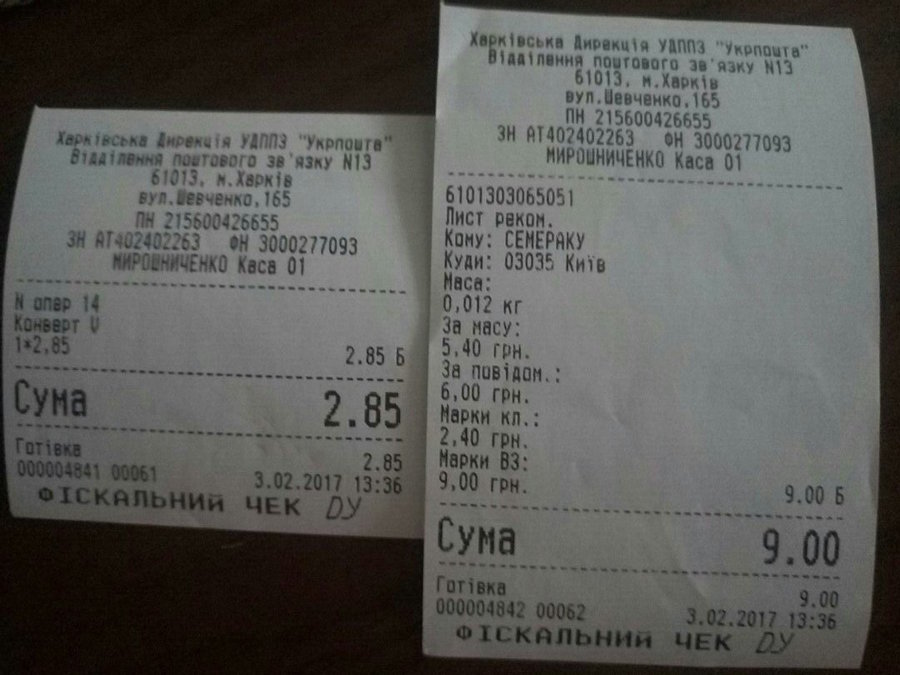 Харківська Дирекція УДППЗ "Укрпошта"
Відділення поштового зв'язку N13
61013, м.Харків
вул.Шевченко,165
ПН 215600426655
ЗН АТ402402263 ФН 3000277093
МИРОШНИЧЕНКО Каса 01
N опер 14
Конверт V
1*2,85
2.85 Б
Сума 2.85
Готівка 2.85
000004841 00061 3.02.2017 13:36
ФІСКАЛЬНИЙ ЧЕК
Харківська Дирекція УДППЗ "Укрпошта"
Відділення поштового зв'язку N13
61013, м.Харків
вул.Шевченко,165
ПН 215600426655
ЗН АТ402402263 ФН 3000277093
МИРОШНИЧЕНКО Каса 01
6101303065051
Лист реком.
Кому: СЕМЕРАКУ
Куди: 03035 Київ
Маса:
0,012 кг
За масу:
5,40 грн.
За повідом.:
6,00 грн.
Марки кл.:
2,40 грн.
Марки ВЗ:
9,00 грн.
9.00 Б
Сума 9.00
Готівка 9.00
000004842 00062 3.02.2017 13:36
ФІСКАЛЬНИЙ ЧЕК